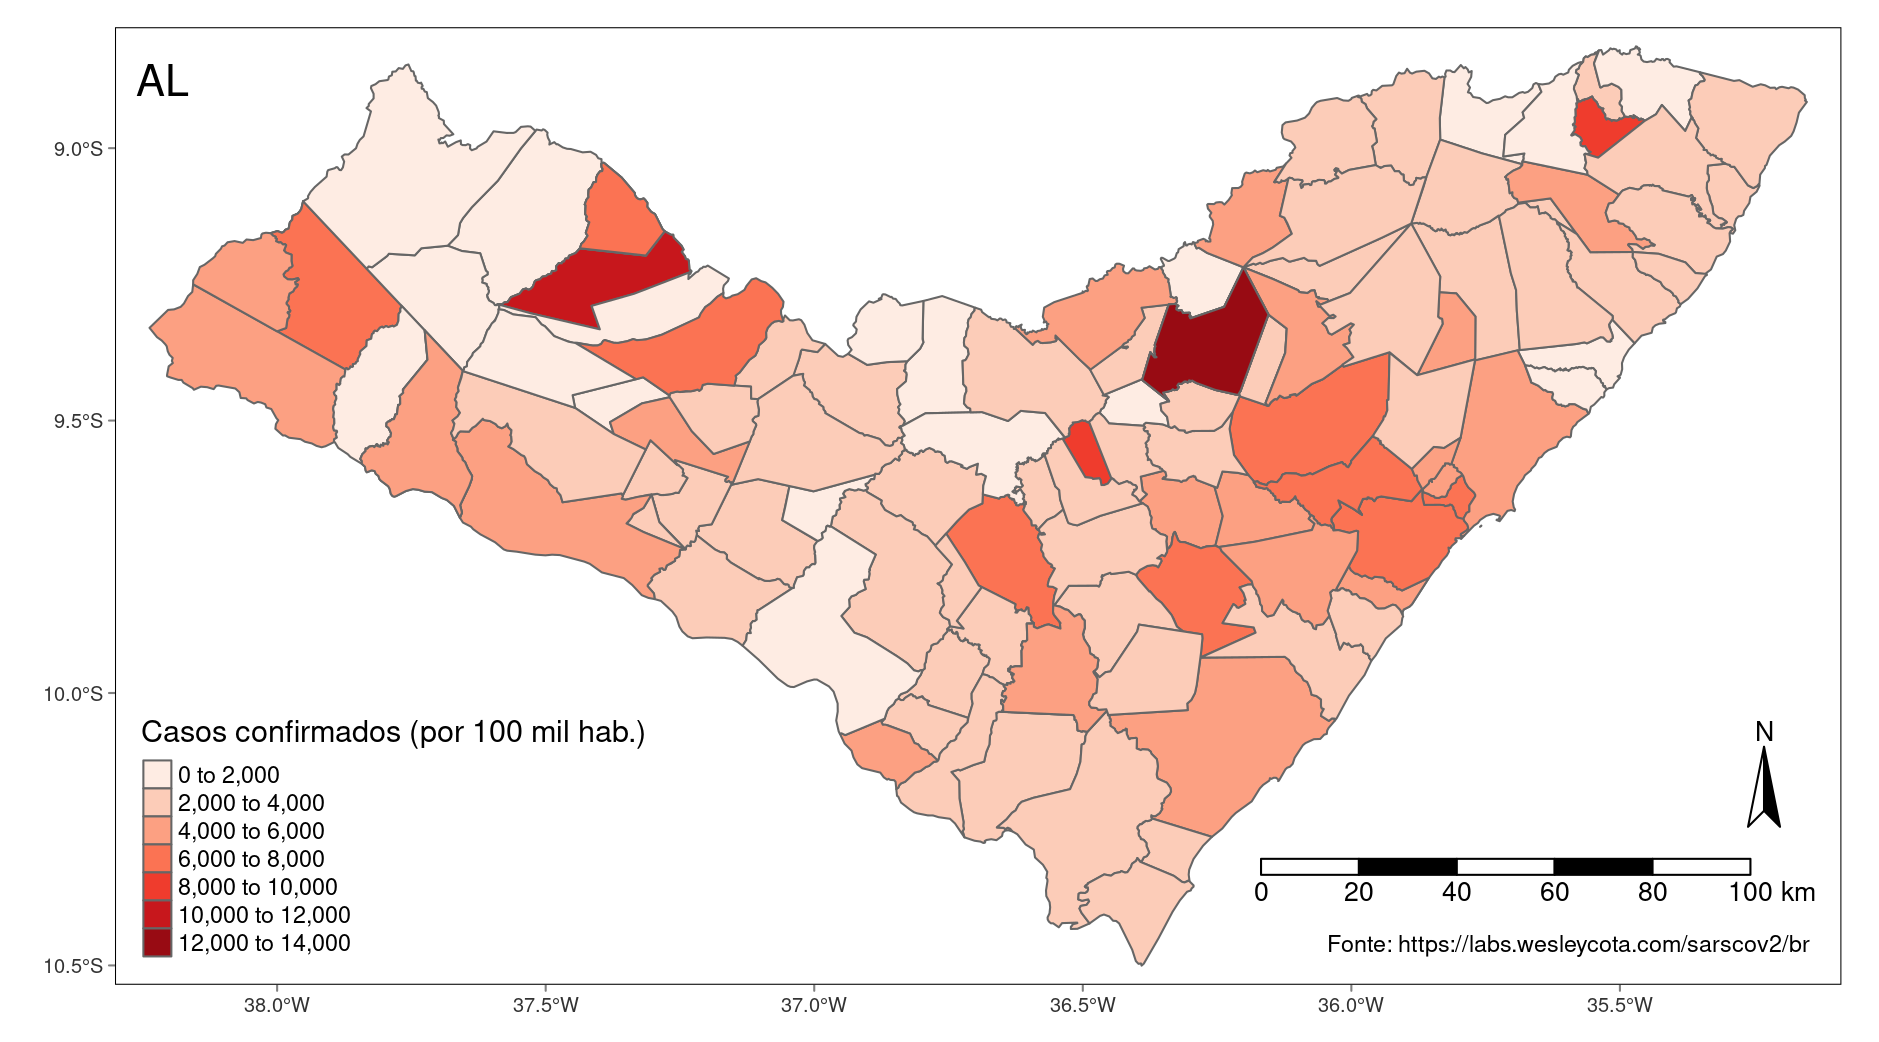 AL
9.0°S
9.5°S
10.0°S
10.5°S
Casos confirmados (por 100 mil hab.)
0 to 2,000
2,000 to 4,000
4,000 to 6,000
6,000 to 8,000
8,000 to 10,000
10,000 to 12,000
12,000 to 14,000
N
0 20 40 60 80 100 km
Fonte: https://labs.wesleycota.com/sarscov2/br
38.0°W 37.5°W 37.0°W 36.5°W 36.0°W 35.5°W